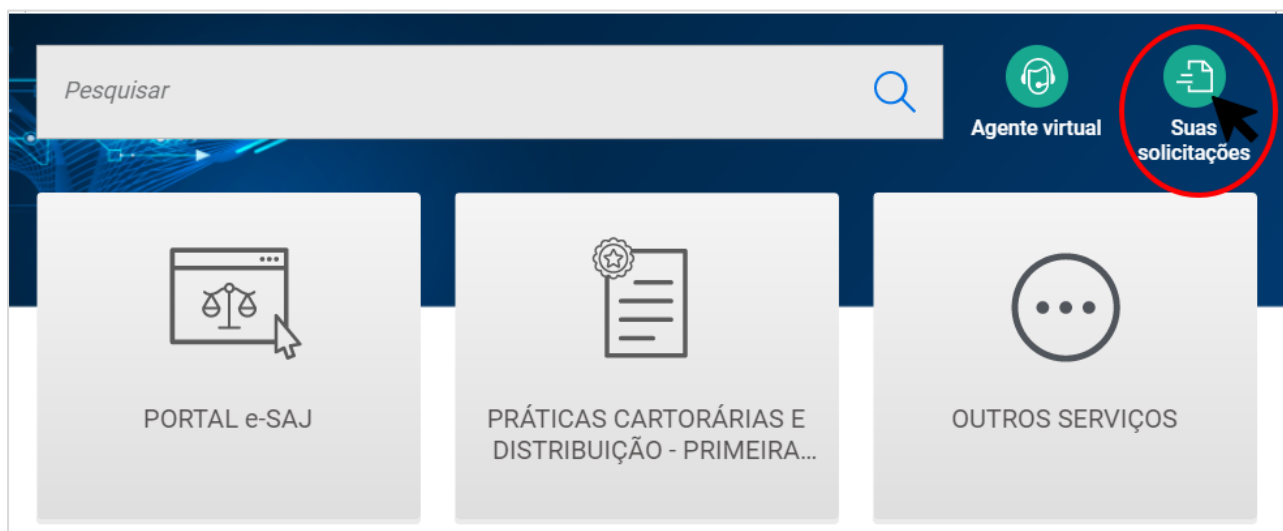 Pesquisar
Agente virtual
Suas
solicitações
PORTAL e-SAJ
PRÁTICAS CARTORÁRIAS E
DISTRIBUIÇÃO - PRIMEIRA...
OUTROS SERVIÇOS